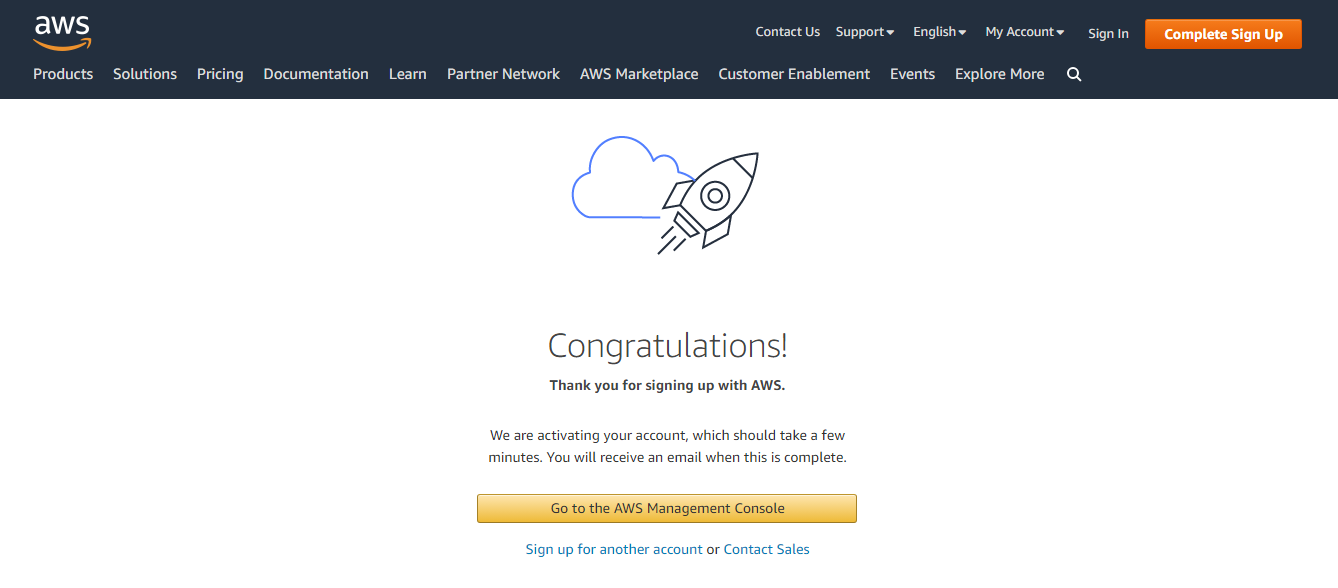 aws
Contact Us Support English My Account Sign In Complete Sign Up
Products Solutions Pricing Documentation Learn Partner Network AWS Marketplace Customer Enablement Events Explore More
Congratulations!
Thank you for signing up with AWS.
We are activating your account, which should take a few
minutes. You will receive an email when this is complete.
Go to the AWS Management Console
Sign up for another account or Contact Sales